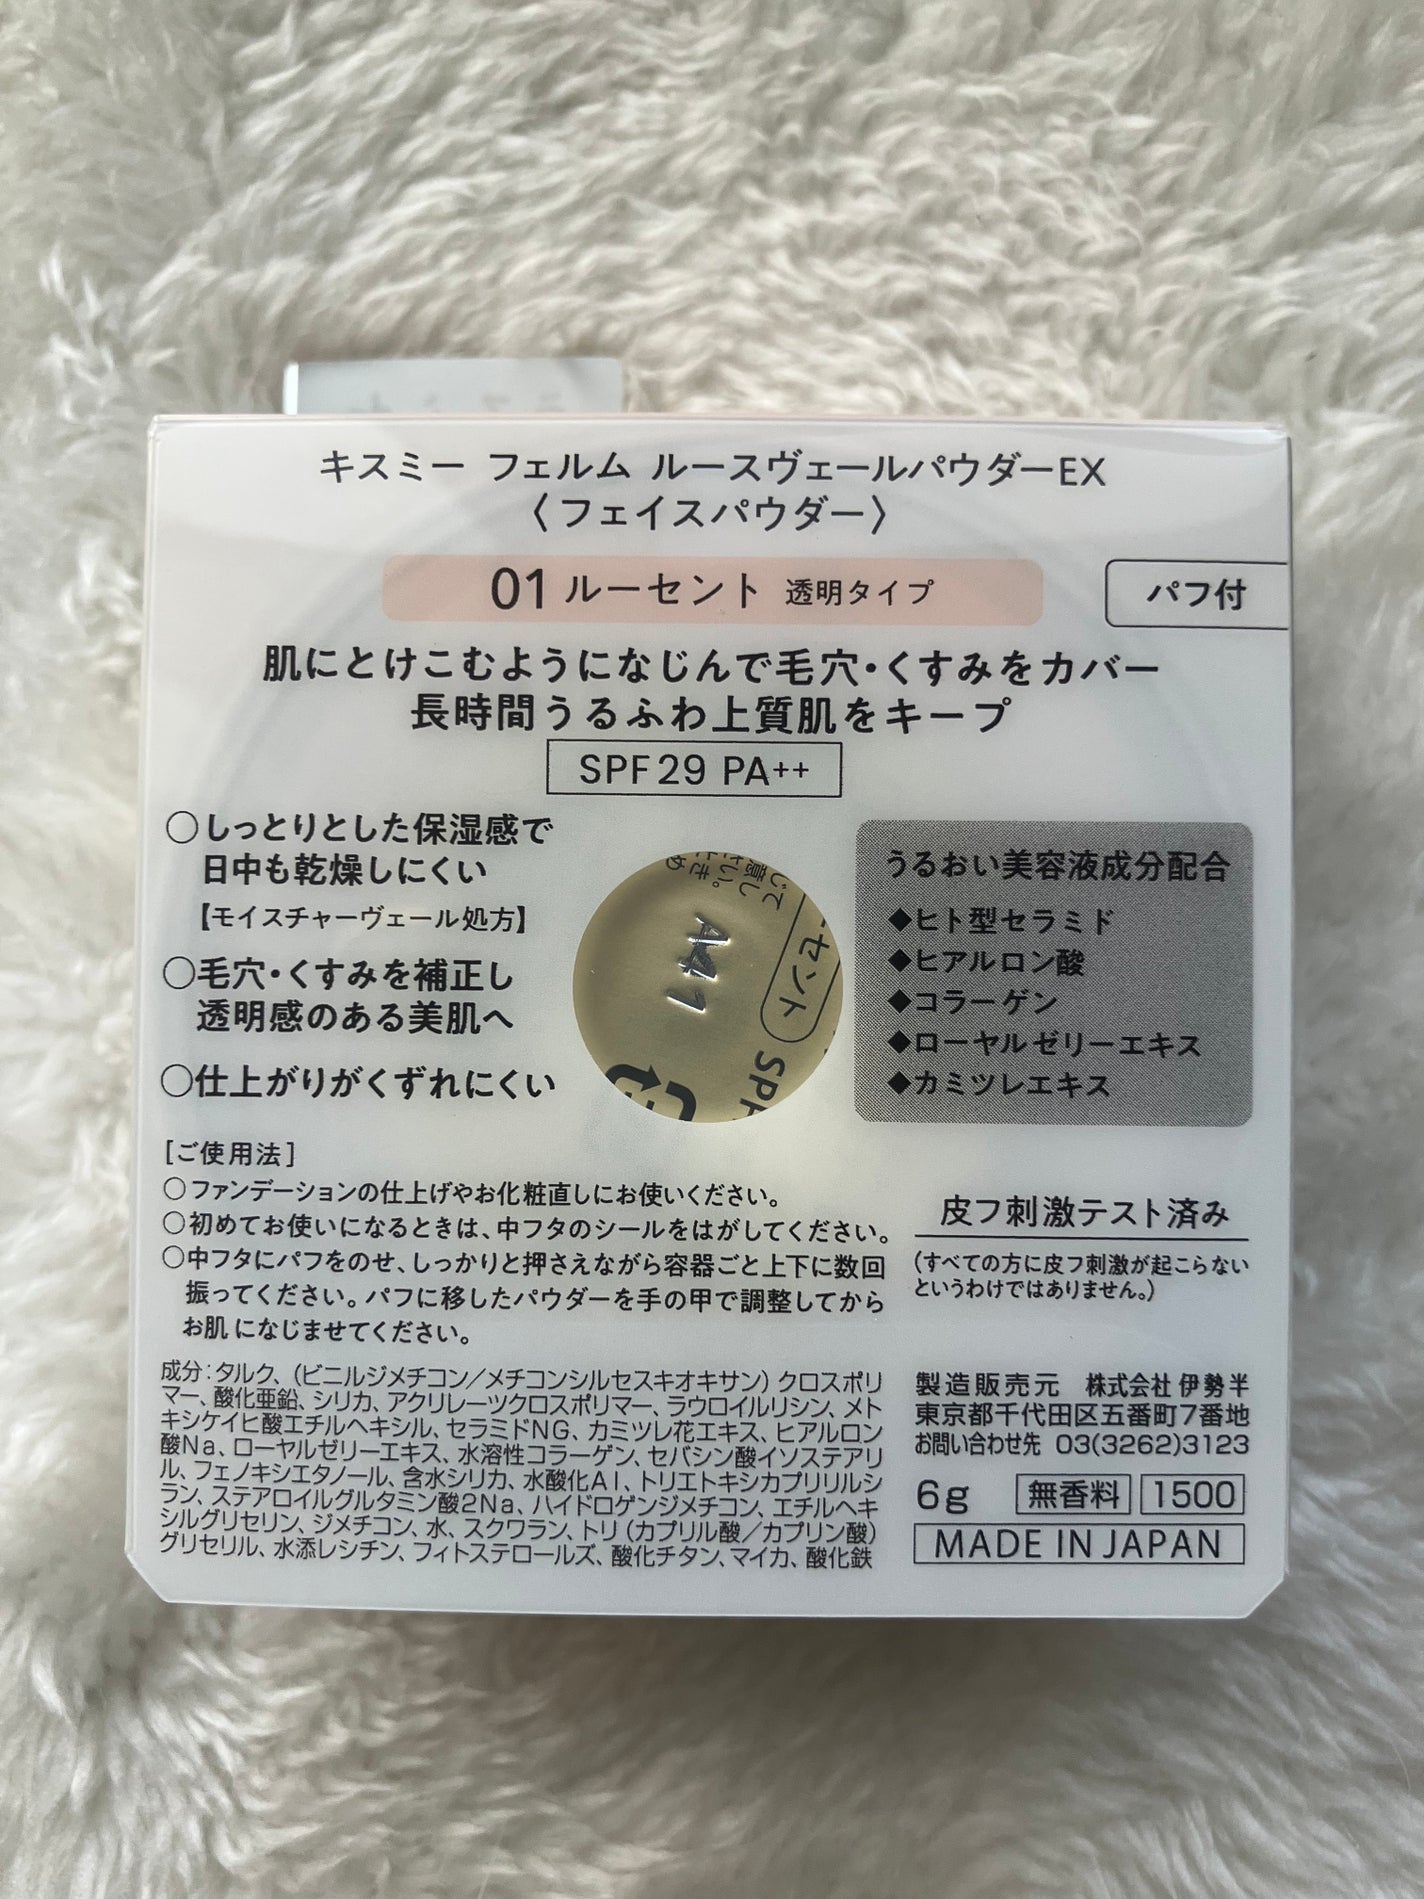 キスミー フェルム ルースヴェールパウダーEX
〈フェイスパウダー〉
01 ルーセント 透明タイプ
パフ付
肌にとけこむようになじんで毛穴・くすみをカバー
長時間うるふわ上質肌をキープ
SPF29 PA++
○しっとりとした保湿感で
日中も乾燥しにくい
【モイスチャーヴェール処方】
○毛穴・くすみを補正し
透明感のある美肌へ
○仕上がりがくずれにくい
うるおい美容液成分配合
◆ヒト型セラミド
◆ヒアルロン酸
◆コラーゲン
◆ローヤルゼリーエキス
◆カミツレエキス
センント
SPF
[ご使用法]
○ファンデーションの仕上げやお化粧直しにお使いください。
○初めてお使いになるときは、中フタのシールをはがしてください。
○中フタにパフをのせ、しっかりと押さえながら容器ごと上下に数回
振ってください。パフに移したパウダーを手の甲で調整してから
お肌になじませてください。
皮フ刺激テスト済み
(すべての方に皮フ刺激が起こらない
というわけではありません。)
成分：タルク、(ビニルジメチコン/メチコンシルセスキオキサン)クロスポリ
マー、酸化亜鉛、シリカ、アクリレーツクロスポリマー、ラウロイルリシン、メト
キシケイヒ酸エチルヘキシル、セラミドNG、カミツレ花エキス、ヒアルロン
酸Na、ローヤルゼリーエキス、水溶性コラーゲン、セバシン酸イソステアリ
ル、フェノキシエタノール、含水シリカ、水酸化Al、トリエトキシカプリリルシ
ラン、ステアロイルグルタミン酸2Na、ハイドロゲンジメチコン、エチルヘキ
シルグリセリン、ジメチコン、水、スクワラン、トリ(カプリル酸/カプリン酸)
グリセリル、水添レシチン、フィトステロールズ、酸化チタン、マイカ、酸化鉄
製造販売元 株式会社伊勢半
東京都千代田区五番町7番地
お問い合わせ先 03(3262)3123
6g 無香料 1500
MADE IN JAPAN